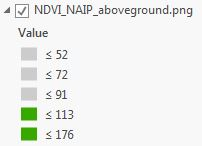 NDVI_NAIP_aboveground.png
Value
≤ 52
≤ 72
≤ 91
≤ 113
≤ 176